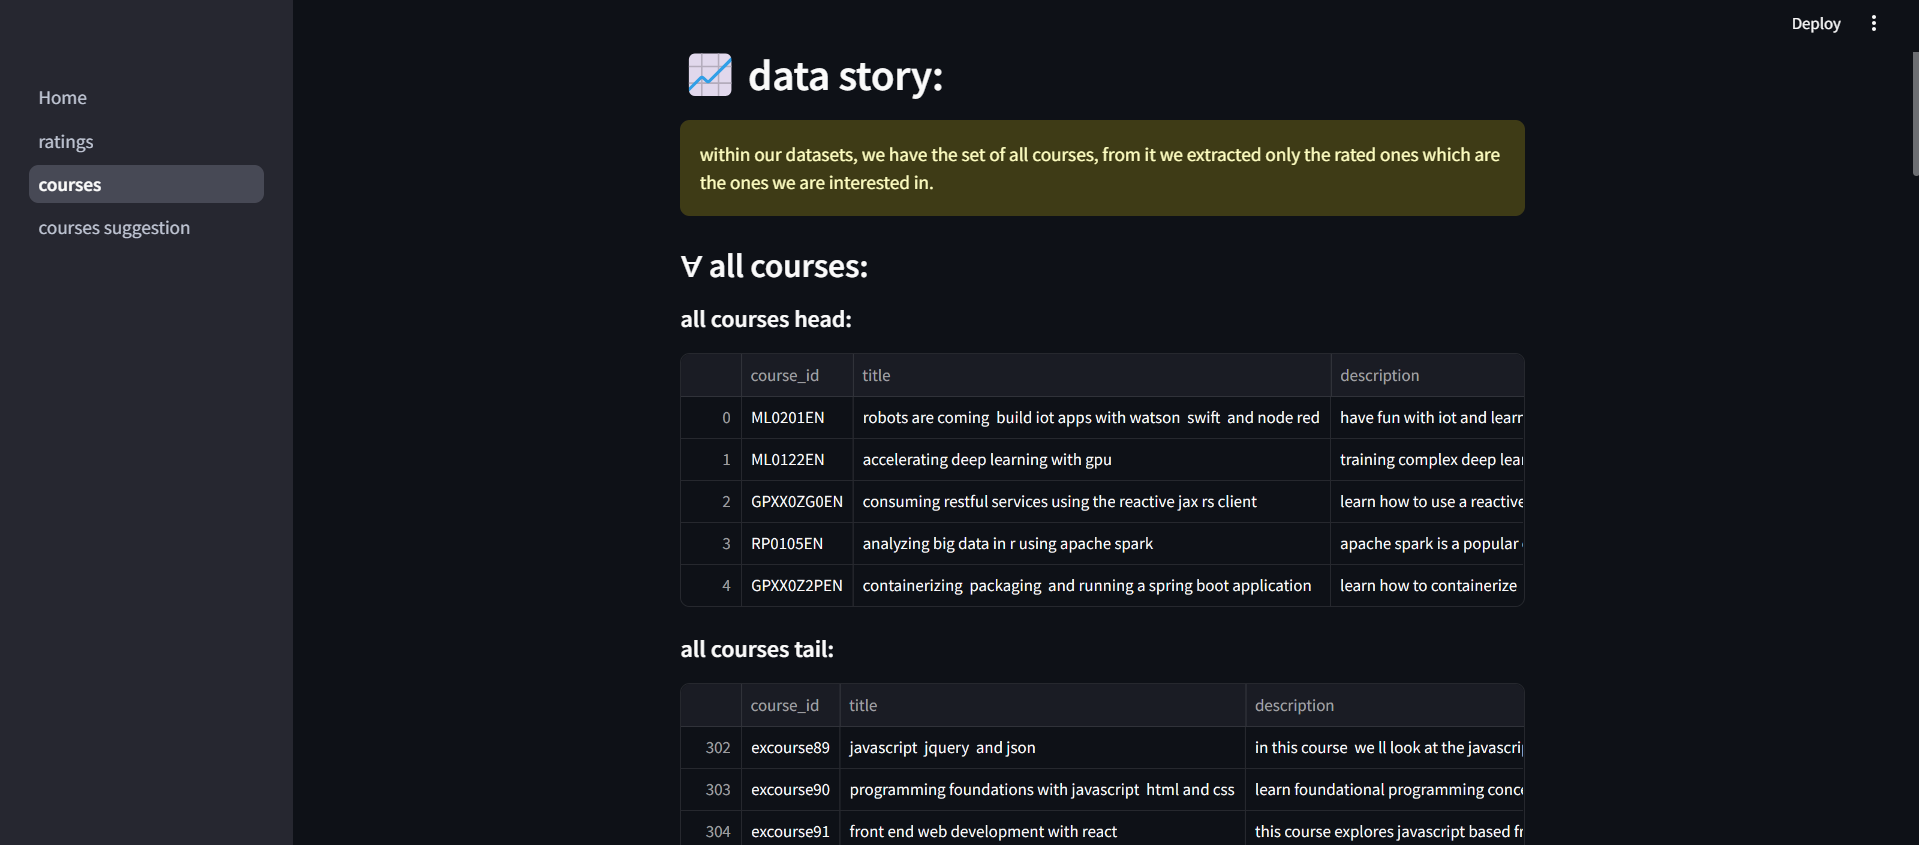 Deploy
Home
ratings
courses
courses suggestion
data story:
within our datasets, we have the set of all courses, from it we extracted only the rated ones which are
the ones we are interested in.
∀ all courses:
all courses head:
course_id title description
0 ML0201EN robots are coming  build iot apps with watson  swift  and node red have fun with iot and learn
1 ML0122EN accelerating deep learning with gpu training complex deep lea
2 GPXX0ZG0EN consuming restful services using the reactive jax rs client learn how to use a reactive
3 RP0105EN analyzing big data in r using apache spark apache spark is a popular
4 GPXX0Z2PEN containerizing  packaging  and running a spring boot application learn how to containerize
all courses tail:
course_id title description
302 excourse89 javascript  jquery  and json in this course  we ll look at the javascri
303 excourse90 programming foundations with javascript  html and css learn foundational programming conc
304 excourse91 front end web development with react this course explores javascript based f